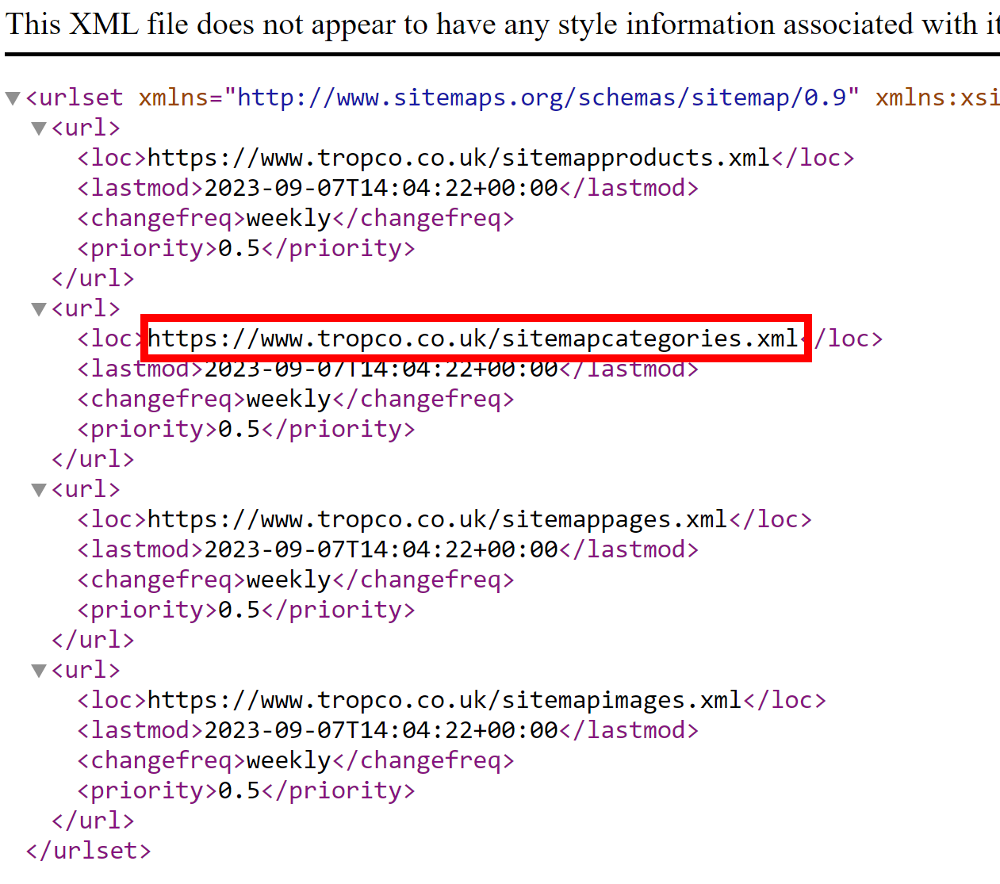 This XML file does not appear to have any style information associated with it
<urlset xmlns="http://www.sitemaps.org/schemas/sitemap/0.9" xmlns:xsi
<url>
<loc>https://www.tropco.co.uk/sitemapproducts.xml</loc>
<lastmod>2023-09-07T14:04:22+00:00</lastmod>
<changefreq>weekly</changefreq>
<priority>0.5</priority>
</url>
<url>
<loc>https://www.tropco.co.uk/sitemapcategories.xml</loc>
<lastmod>2023-09-07T14:04:22+00:00</lastmod>
<changefreq>weekly</changefreq>
<priority>0.5</priority>
</url>
<url>
<loc>https://www.tropco.co.uk/sitemappages.xml</loc>
<lastmod>2023-09-07T14:04:22+00:00</lastmod>
<changefreq>weekly</changefreq>
<priority>0.5</priority>
</url>
<url>
<loc>https://www.tropco.co.uk/sitemapimages.xml</loc>
<lastmod>2023-09-07T14:04:22+00:00</lastmod>
<changefreq>weekly</changefreq>
<priority>0.5</priority>
</url>
</urlset>